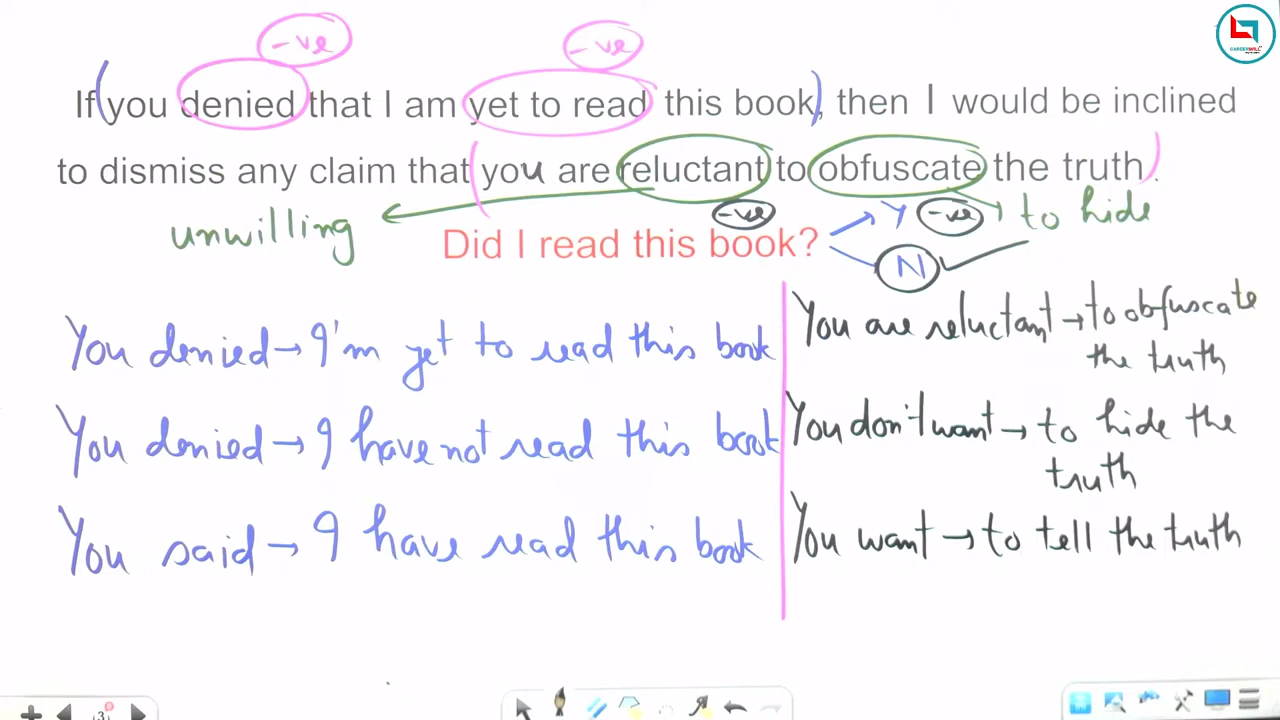 -ve -ve
CAREERWILL
If you denied that I am yet to read this book, then I would be inclined
to dismiss any claim that you are reluctant to obfuscate the truth.
unwilling -ve Y -ve to hide
Did I read this book?
N
You denied → I'm yet to read this book
You denied → I have not read this book
You said → I have read this book
You are reluctant → to obfuscate
the truth
You don't want → to hide the
truth
You want → to tell the truth
3